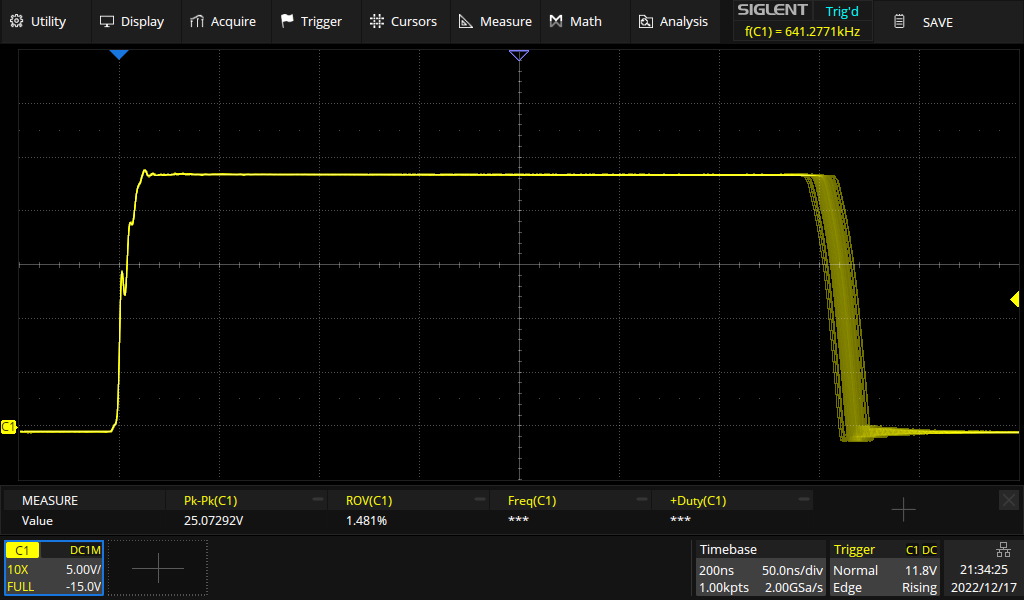 Utility Display Acquire Trigger Cursors Measure Math Analysis SIGLENT Trig'd SAVE
f(C1) = 641.2771kHz
C1
MEASURE Pk-Pk(C1) ROV(C1) Freq(C1) +Duty(C1)
Value 25.07292V 1.481% *** ***
C1 DC1M
10X 5.00V/
FULL -15.0V
Timebase
200ns 50.0ns/div
1.00kpts 2.00GSa/s
Trigger C1 DC
Normal 11.8V
Edge Rising
21:34:25
2022/12/17